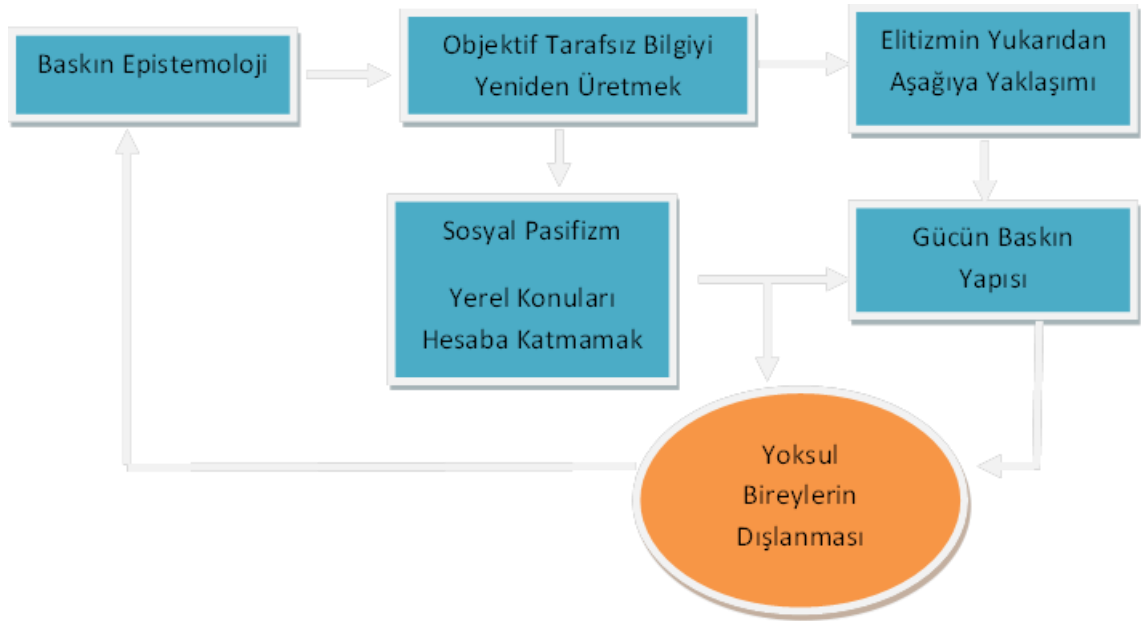 Baskın Epistemoloji
Objektif Tarafsız Bilgiyi
Yeniden Üretmek
Elitizmin Yukarıdan
Aşağıya Yaklaşımı
Sosyal Pasifizm
Yerel Konuları
Hesaba Katmamak
Gücün Baskın
Yapısı
Yoksul
Bireylerin
Dışlanması